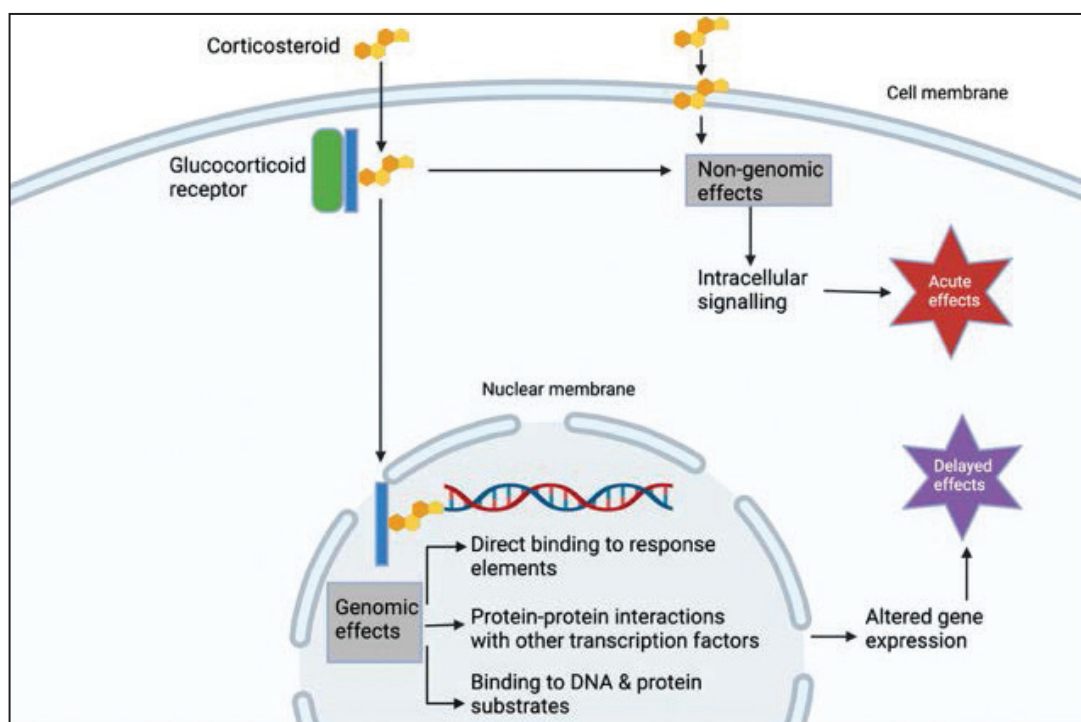 Corticosteroid
Cell membrane
Glucocorticoid
receptor
Non-genomic
effects
Intracellular
signalling
Acute
effects
Nuclear membrane
Delayed
effects
Direct binding to response
elements
Genomic
effects
Protein-protein interactions
with other transcription factors
Altered gene
expression
Binding to DNA & protein
substrates